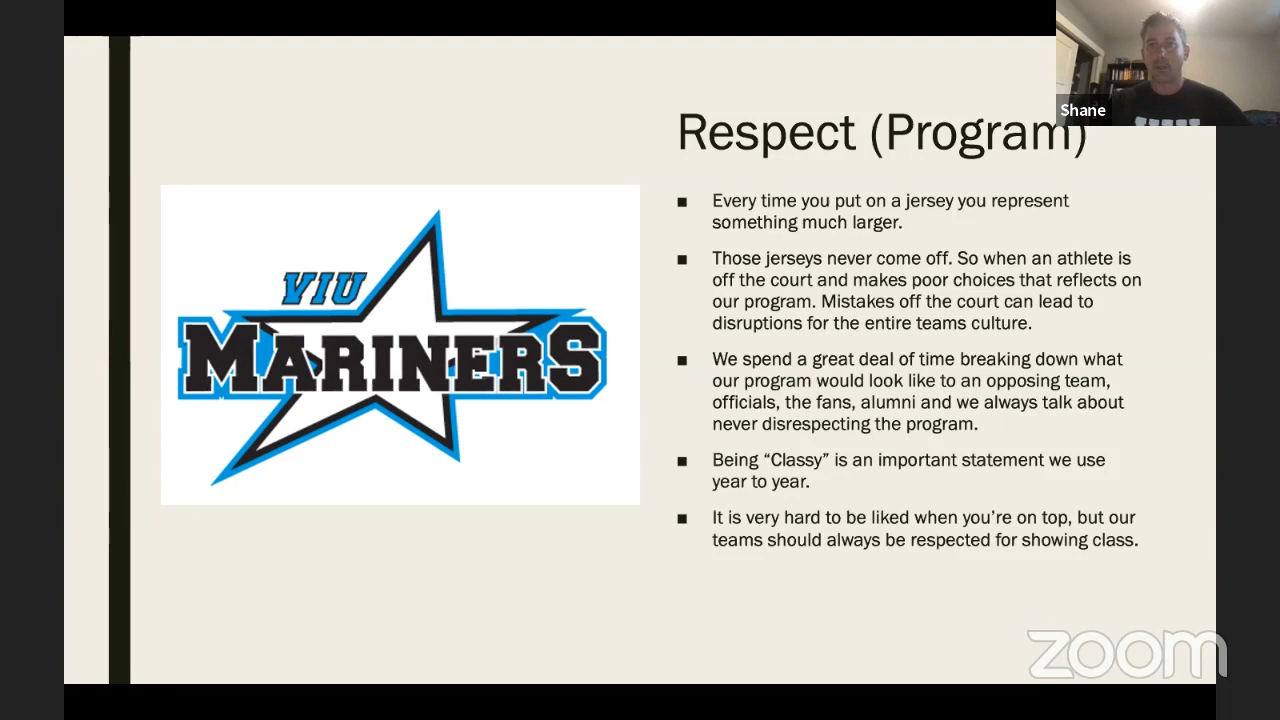 Shane
Respect (Program)
VIU
MARINERS
■ Every time you put on a jersey you represent
something much larger.
■ Those jerseys never come off. So when an athlete is
off the court and makes poor choices that reflects on
our program. Mistakes off the court can lead to
disruptions for the entire teams culture.
■ We spend a great deal of time breaking down what
our program would look like to an opposing team,
officials, the fans, alumni and we always talk about
never disrespecting the program.
■ Being “Classy” is an important statement we use
year to year.
■ It is very hard to be liked when you’re on top, but our
teams should always be respected for showing class.
zoom